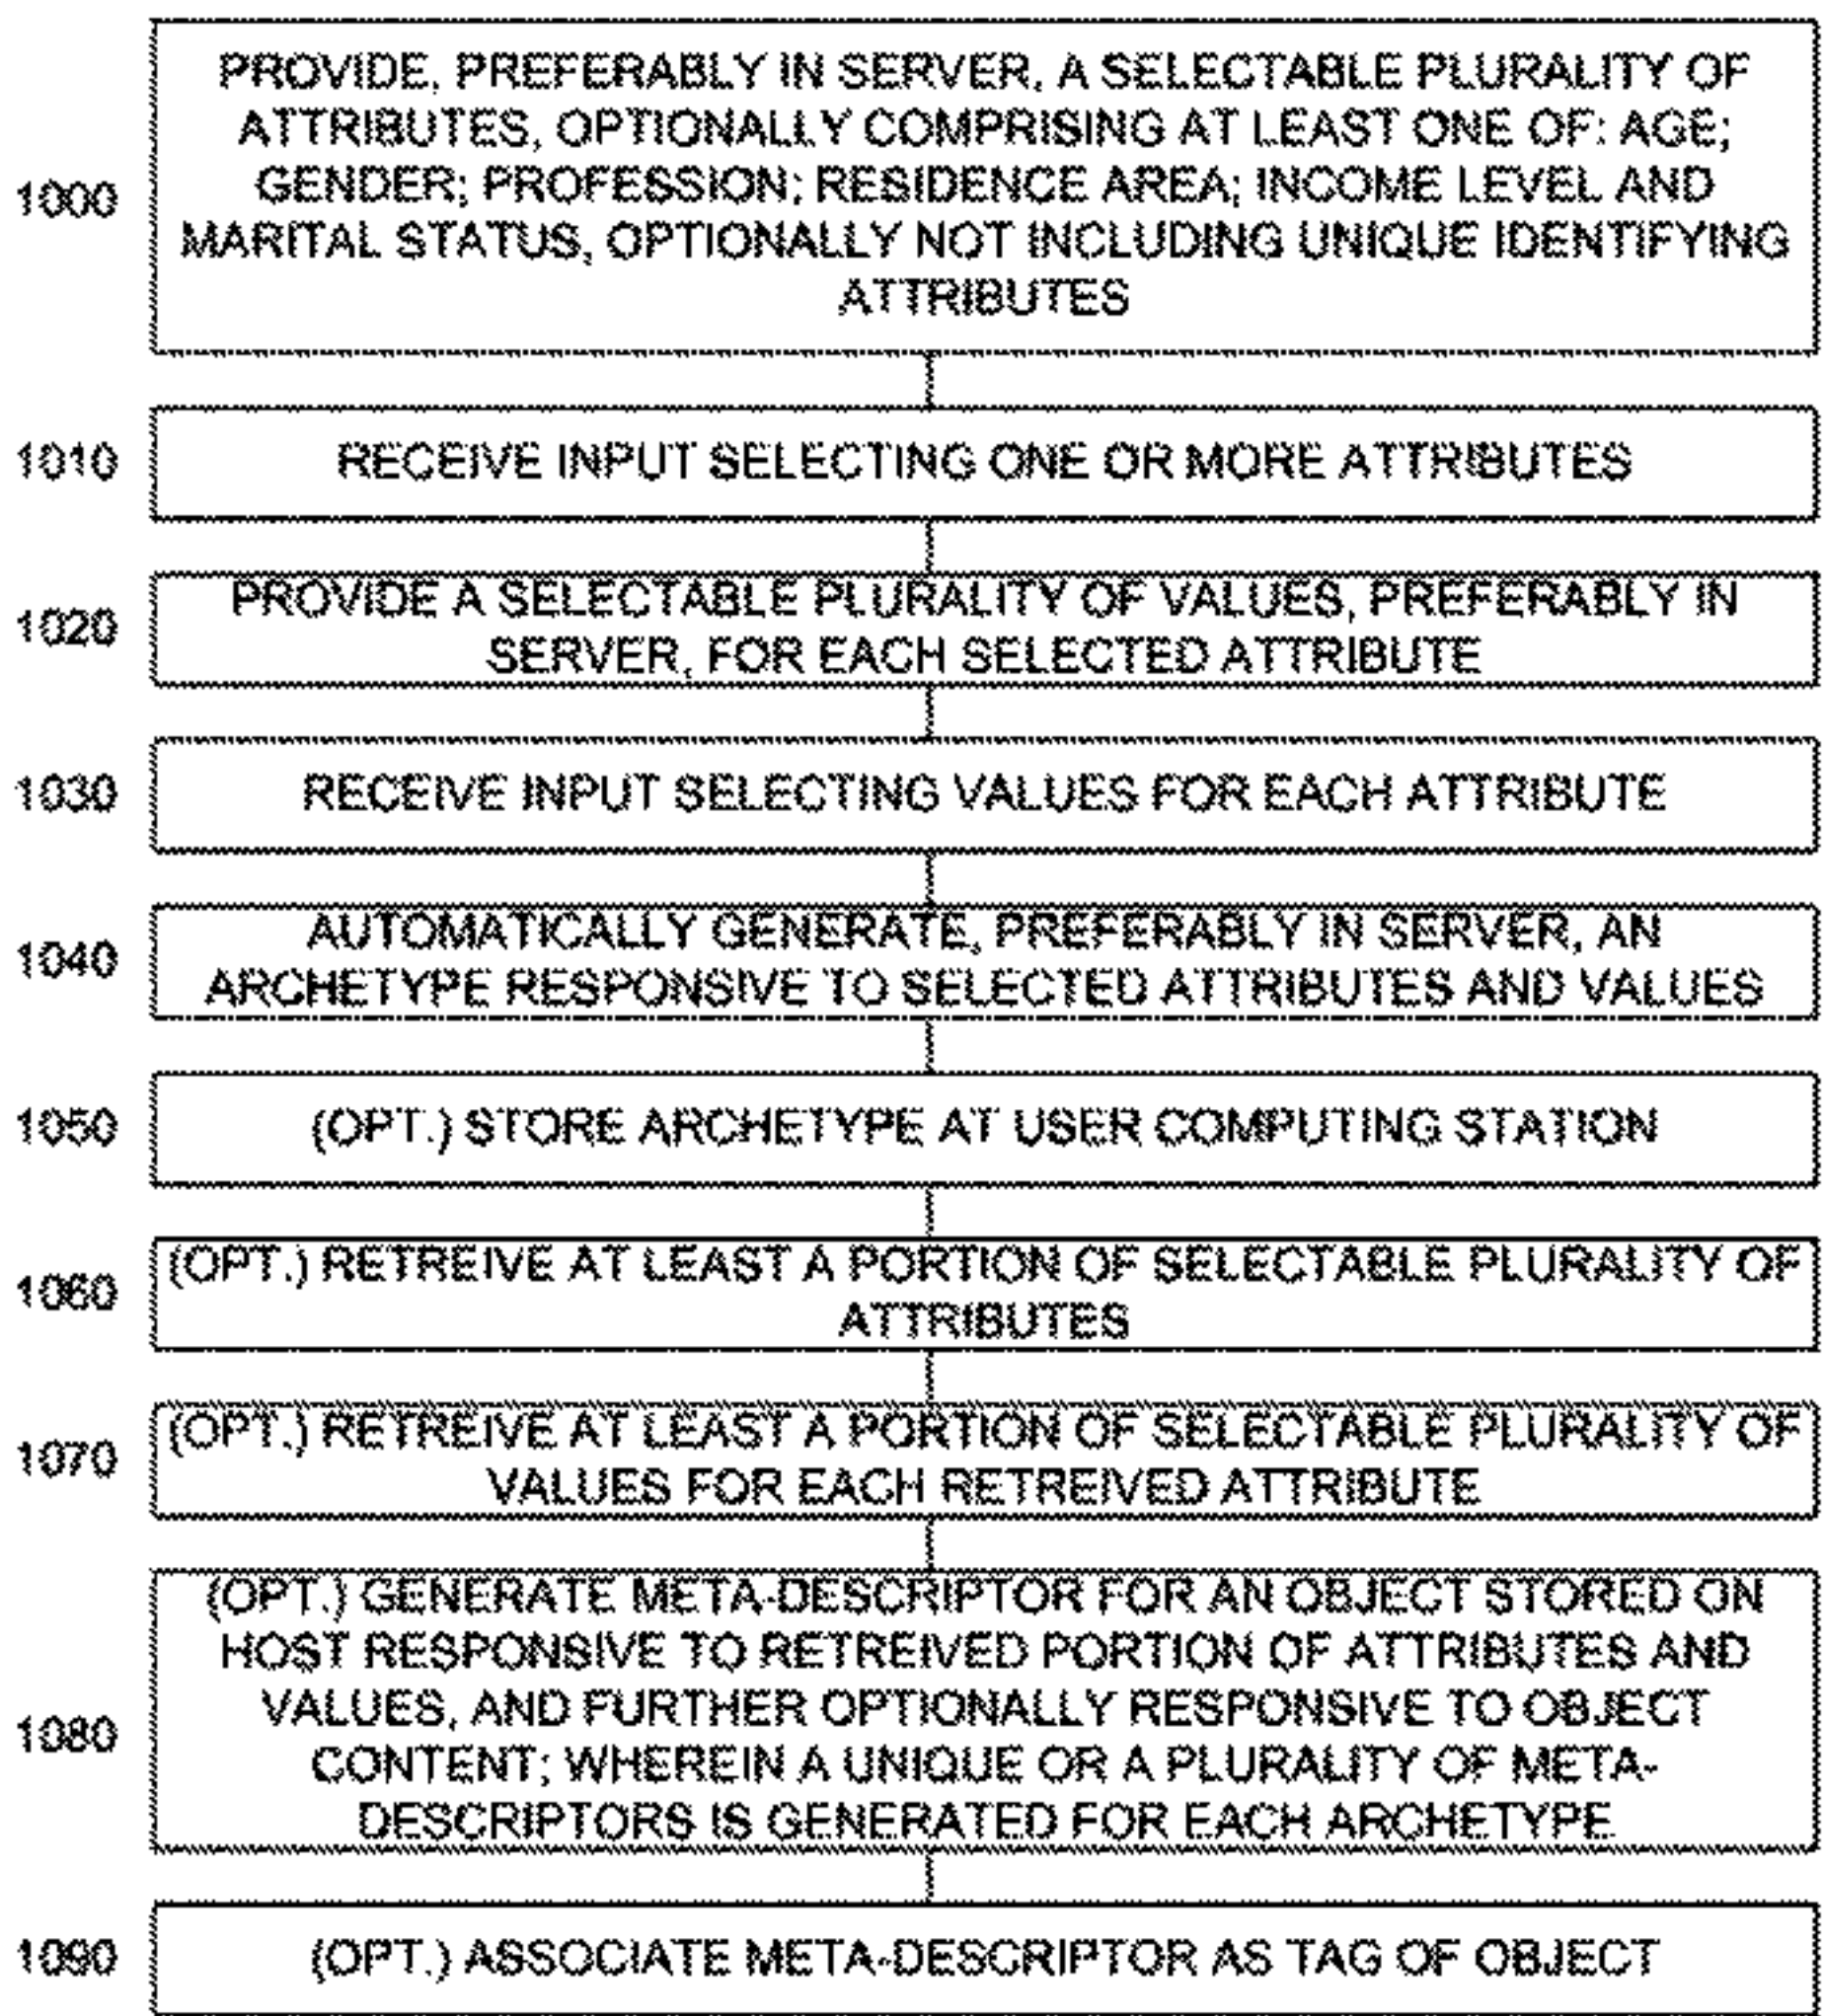 PROVIDE, PREFERABLY IN SERVER, A SELECTABLE PLURALITY OF
ATTRIBUTES, OPTIONALLY COMPRISING AT LEAST ONE OF: AGE;
1000
GENDER; PROFESSION; RESIDENCE AREA; INCOME LEVEL AND
MARITAL STATUS, OPTIONALLY NOT INCLUDING UNIQUE IDENTIFYING
ATTRIBUTES
1010
RECEIVE INPUT SELECTING ONE OR MORE ATTRIBUTES
1020
PROVIDE A SELECTABLE PLURALITY OF VALUES, PREFERABLY IN
SERVER, FOR EACH SELECTED ATTRIBUTE
1030
RECEIVE INPUT SELECTING VALUES FOR EACH ATTRIBUTE
1040
AUTOMATICALLY GENERATE, PREFERABLY IN SERVER, AN
ARCHETYPE RESPONSIVE TO SELECTED ATTRIBUTES AND VALUES
1050
(OPT.) STORE ARCHETYPE AT USER COMPUTING STATION
1060
(OPT.) RETREIVE AT LEAST A PORTION OF SELECTABLE PLURALITY OF
ATTRIBUTES
1070
(OPT.) RETREIVE AT LEAST A PORTION OF SELECTABLE PLURALITY OF
VALUES FOR EACH RETREIVED ATTRIBUTE
1080
(OPT.) GENERATE META-DESCRIPTOR FOR AN OBJECT STORED ON
HOST RESPONSIVE TO RETREIVED PORTION OF ATTRIBUTES AND
VALUES, AND FURTHER OPTIONALLY RESPONSIVE TO OBJECT
CONTENT; WHEREIN A UNIQUE OR A PLURALITY OF META-
DESCRIPTORS IS GENERATED FOR EACH ARCHETYPE
1090
(OPT.) ASSOCIATE META-DESCRIPTOR AS TAG OF OBJECT